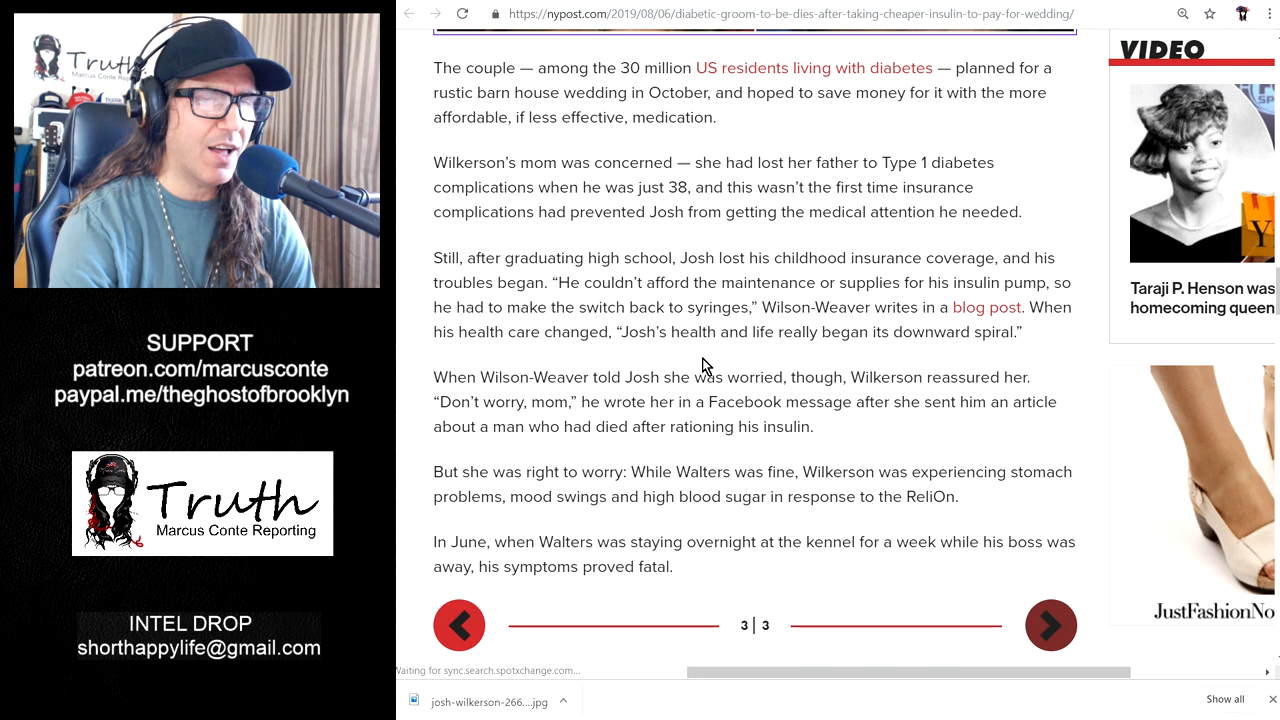 Truth
Marcus Conte Reporting
SUPPORT
patreon.com/marcusconte
paypal.me/theghostofbrooklyn
Truth
Marcus Conte Reporting
INTEL DROP
shorthappylife@gmail.com
https://nypost.com/2019/08/06/diabetic-groom-to-be-dies-after-taking-cheaper-insulin-to-pay-for-wedding/
The couple — among the 30 million US residents living with diabetes — planned for a
rustic barn house wedding in October, and hoped to save money for it with the more
affordable, if less effective, medication.
Wilkerson’s mom was concerned — she had lost her father to Type 1 diabetes
complications when he was just 38, and this wasn’t the first time insurance
complications had prevented Josh from getting the medical attention he needed.
Still, after graduating high school, Josh lost his childhood insurance coverage, and his
troubles began. “He couldn’t afford the maintenance or supplies for his insulin pump, so
he had to make the switch back to syringes,” Wilson-Weaver writes in a blog post. When
his health care changed, “Josh’s health and life really began its downward spiral.”
When Wilson-Weaver told Josh she was worried, though, Wilkerson reassured her.
“Don’t worry, mom,” he wrote her in a Facebook message after she sent him an article
about a man who had died after rationing his insulin.
But she was right to worry: While Walters was fine, Wilkerson was experiencing stomach
problems, mood swings and high blood sugar in response to the ReliOn.
In June, when Walters was staying overnight at the kennel for a week while his boss was
away, his symptoms proved fatal.
3 | 3
VIDEO
Y
Taraji P. Henson was
homecoming queen
JustFashionNo
Waiting for sync.search.spotxchange.com...
josh-wilkerson-266....jpg
Show all